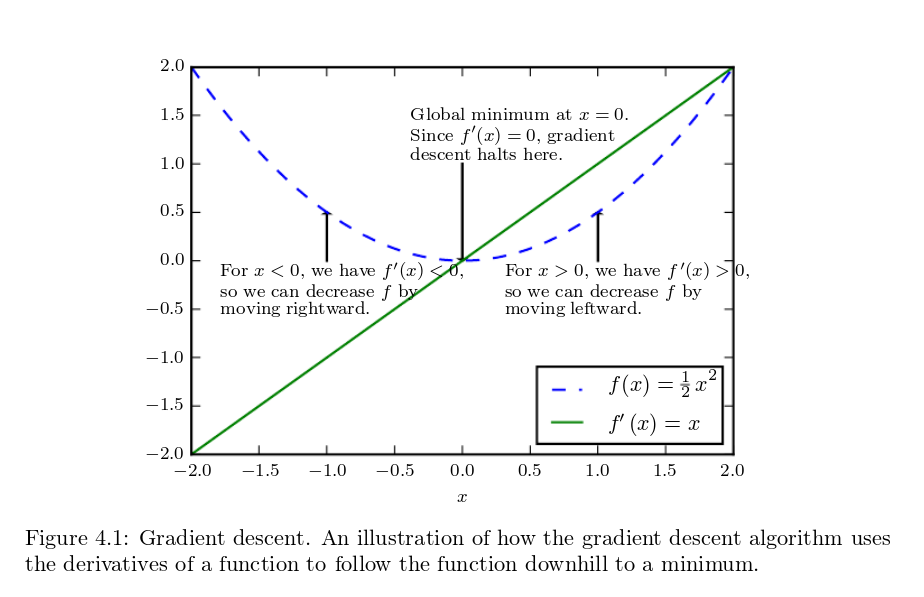 2.0
1.5
1.0
0.5
0.0
−0.5
−1.0
−1.5
−2.0
Global minimum at x = 0.
Since f′(x) = 0, gradient
descent halts here.
For x < 0, we have f′(x) < 0,
so we can decrease f by
moving rightward.
For x > 0, we have f′(x) > 0,
so we can decrease f by
moving leftward.
f(x) = ½ x²
f′ (x) = x
−2.0 −1.5 −1.0 −0.5 0.0 0.5 1.0 1.5 2.0
x
Figure 4.1: Gradient descent. An illustration of how the gradient descent algorithm uses
the derivatives of a function to follow the function downhill to a minimum.